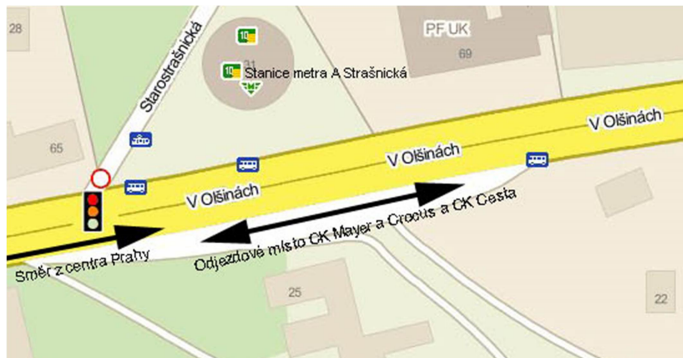 28
PF UK
69
10
10
31
Stanice metra A Strašnická
Starostrašnická
65
V Olšinách
V Olšinách
V Olšinách
Směr z centra Prahy
Odjezdové místo CK Mayer a Crocus a CK Cesta
25
22